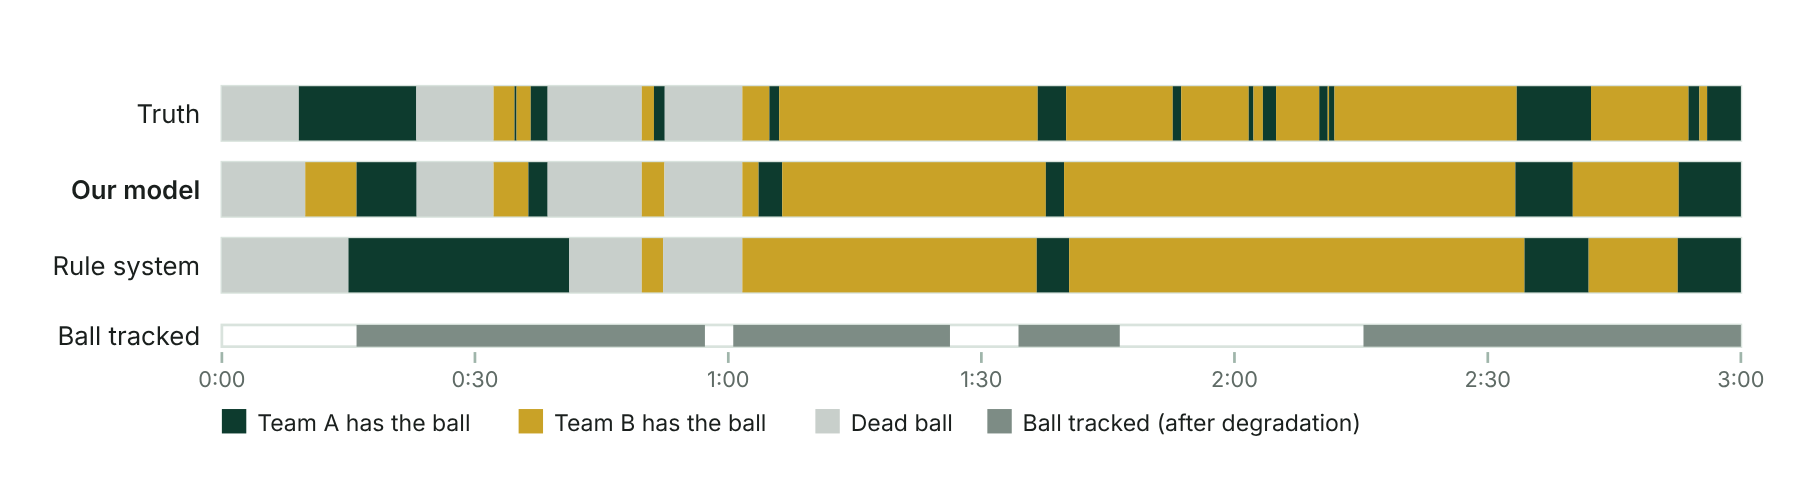 Truth
Our model
Rule system
Ball tracked
0:00 0:30 1:00 1:30 2:00 2:30 3:00
Team A has the ball Team B has the ball Dead ball Ball tracked (after degradation)